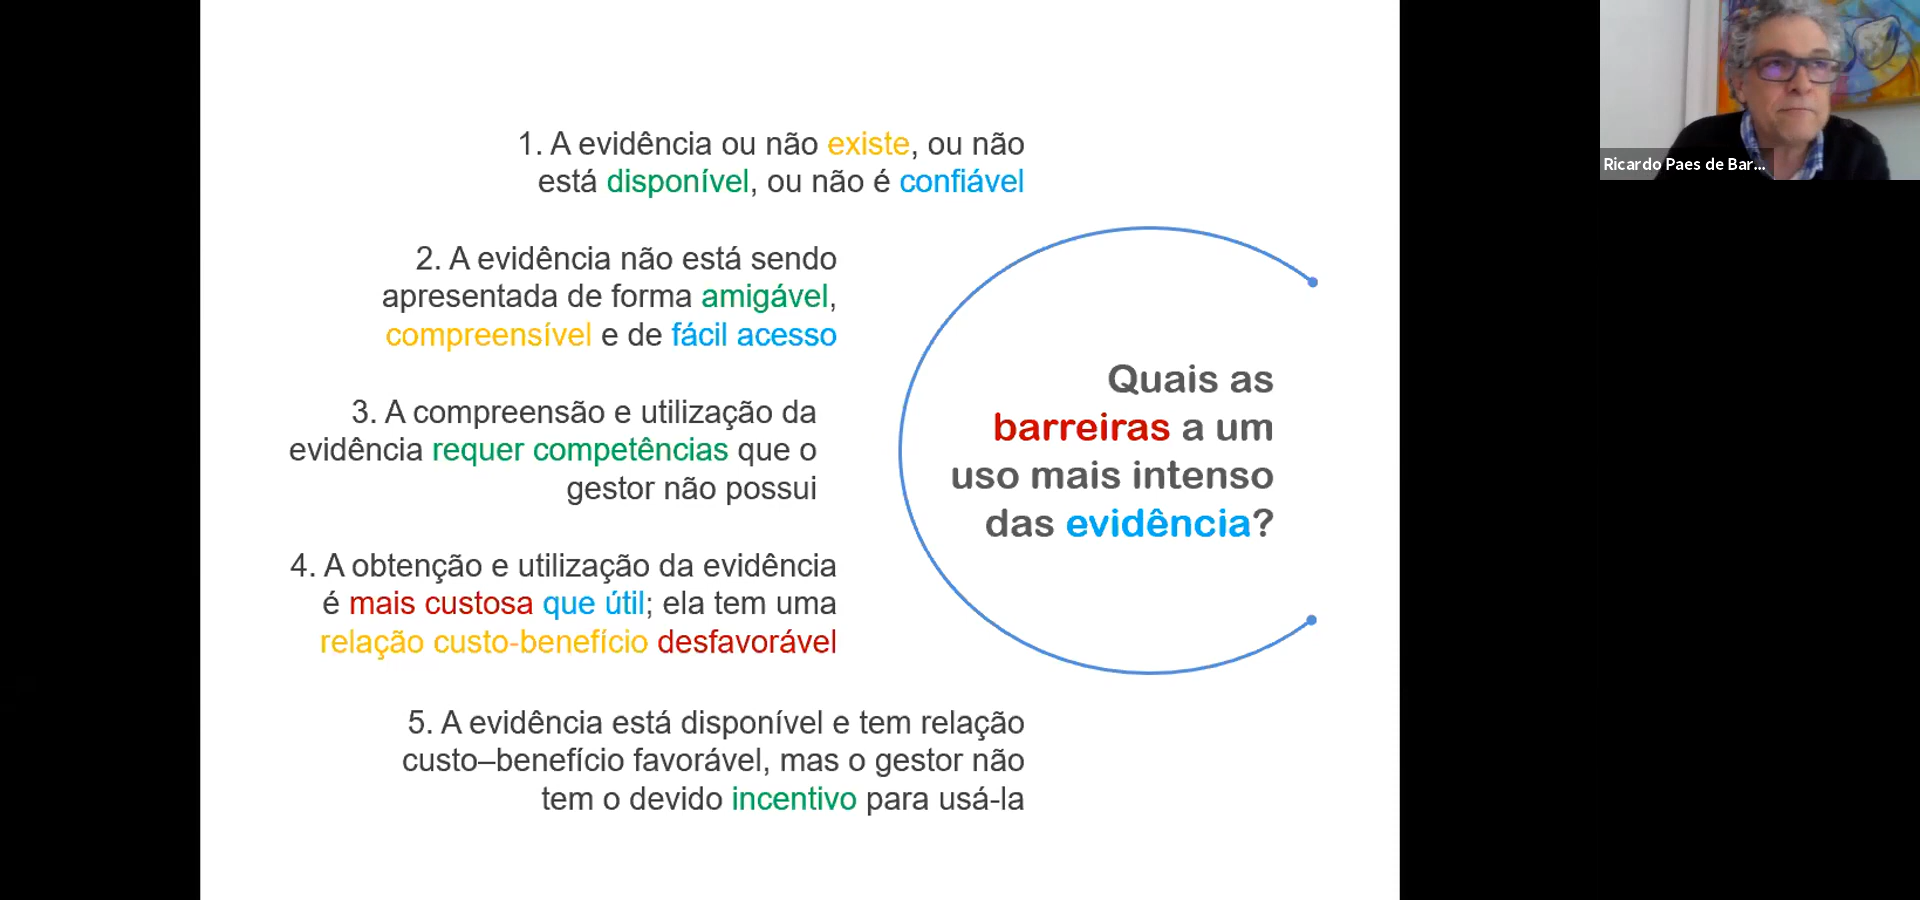 1. A evidência ou não existe, ou não
está disponível, ou não é confiável
2. A evidência não está sendo
apresentada de forma amigável,
compreensível e de fácil acesso
3. A compreensão e utilização da
evidência requer competências que o
gestor não possui
4. A obtenção e utilização da evidência
é mais custosa que útil; ela tem uma
relação custo-benefício desfavorável
5. A evidência está disponível e tem relação
custo–benefício favorável, mas o gestor não
tem o devido incentivo para usá-la
Quais as
barreiras a um
uso mais intenso
das evidência?
Ricardo Paes de Bar...